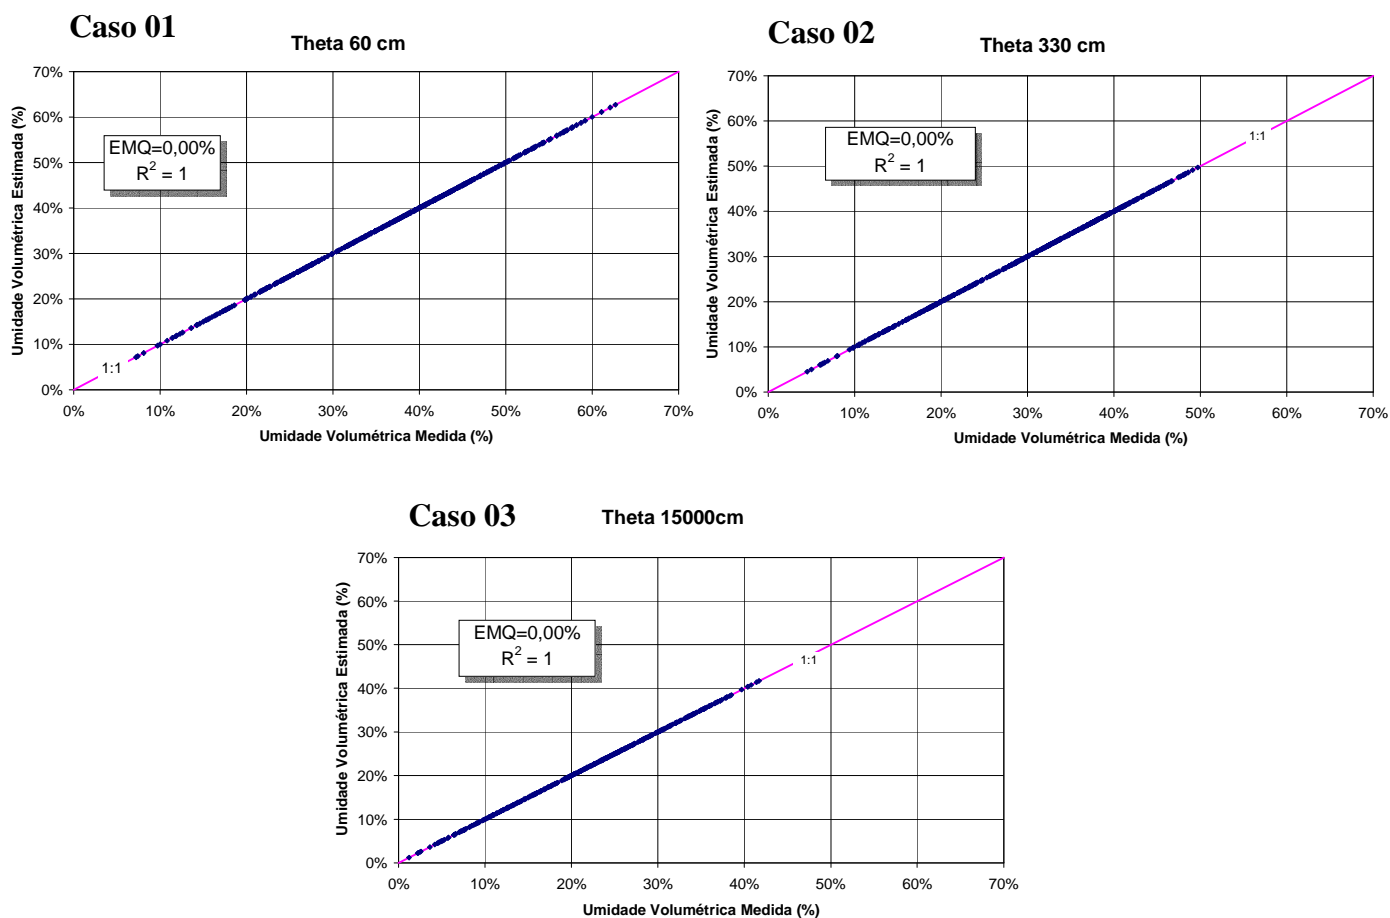 Caso 01
Theta 60 cm
Umidade Volumétrica Estimada (%)
70%
60%
50%
40%
30%
20%
10%
0%
EMQ=0,00%
R² = 1
1:1
0% 10% 20% 30% 40% 50% 60% 70%
Umidade Volumétrica Medida (%)
Caso 02
Theta 330 cm
Umidade Volumétrica Estimada (%)
70%
60%
50%
40%
30%
20%
10%
0%
EMQ=0,00%
R² = 1
1:1
0% 10% 20% 30% 40% 50% 60% 70%
Umidade Volumétrica Medida (%)
Caso 03
Theta 15000cm
Umidade Volumétrica Estimada (%)
70%
60%
50%
40%
30%
20%
10%
0%
EMQ=0,00%
R² = 1
1:1
0% 10% 20% 30% 40% 50% 60% 70%
Umidade Volumétrica Medida (%)